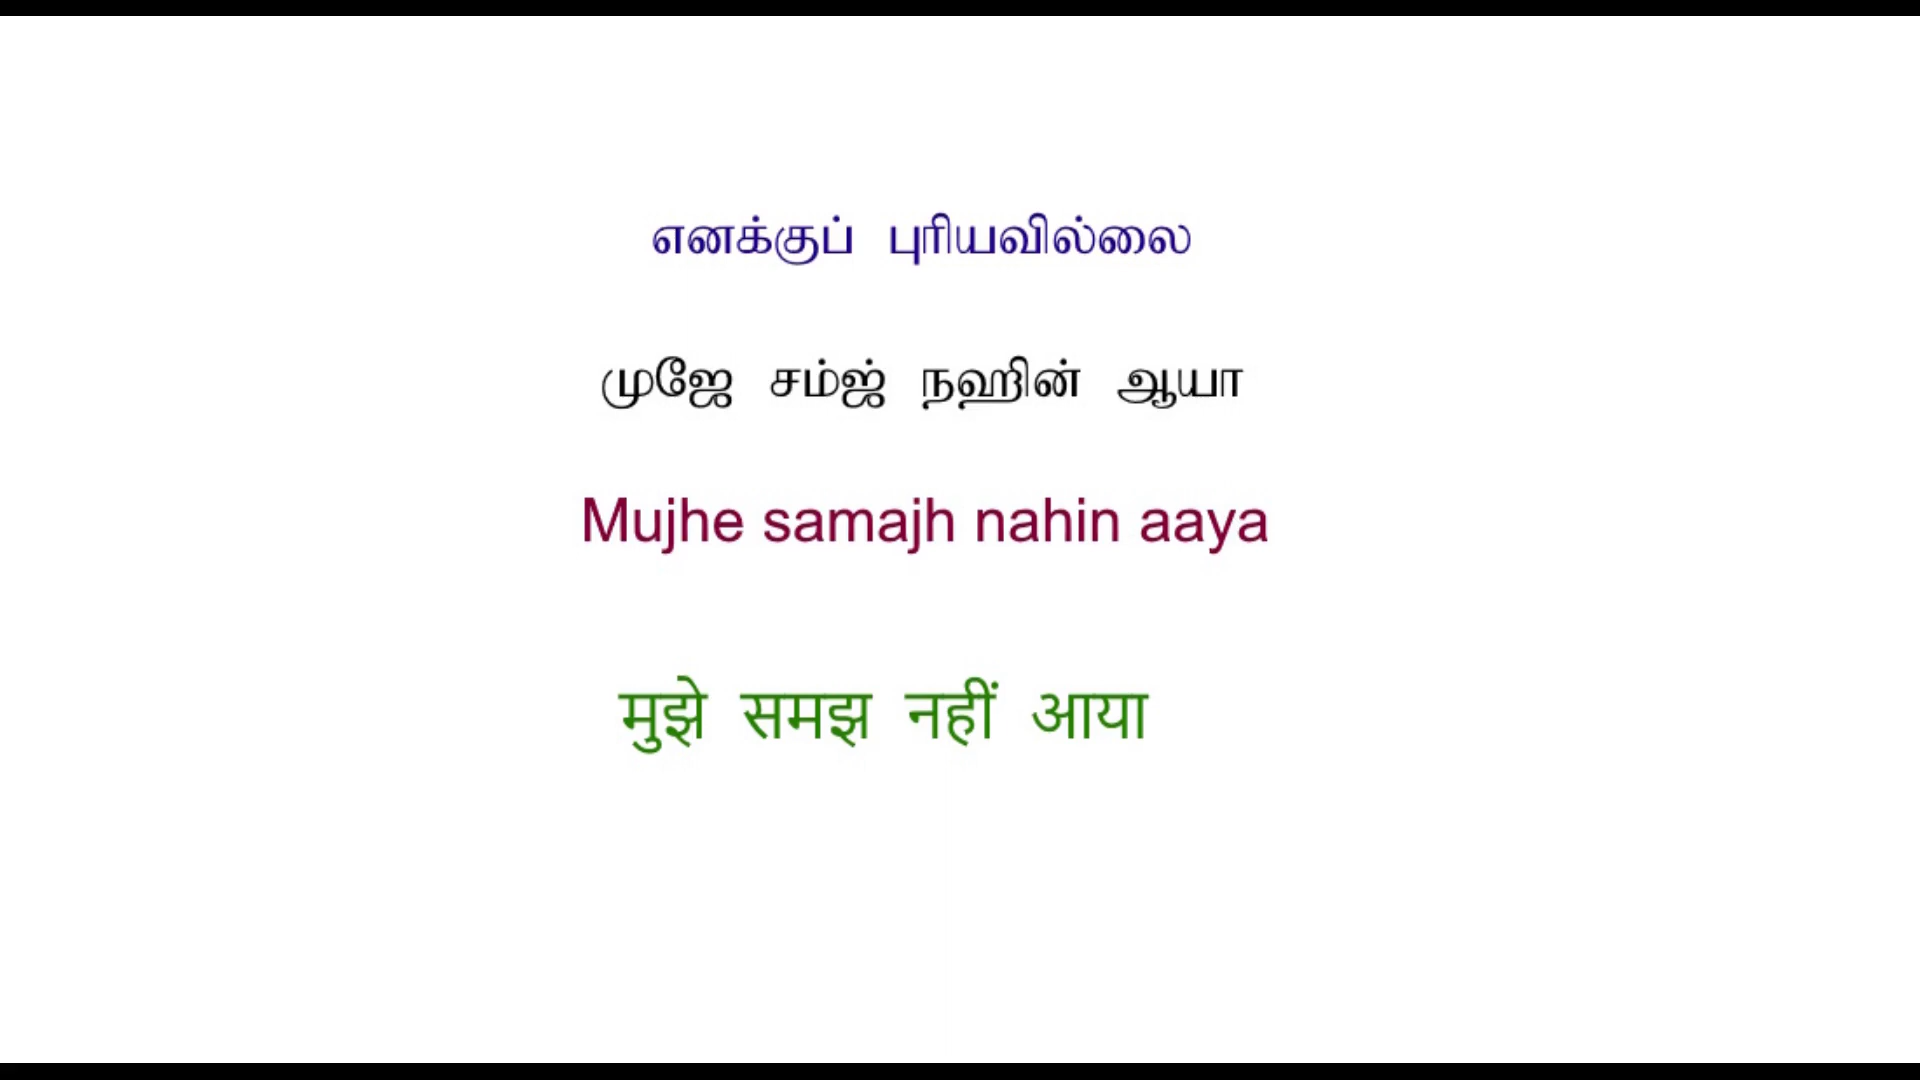 எனக்குப் புரியவில்லை
முஜே சம்ஜ் நஹின் ஆயா
Mujhe samajh nahin aaya
मुझे समझ नहीं आया